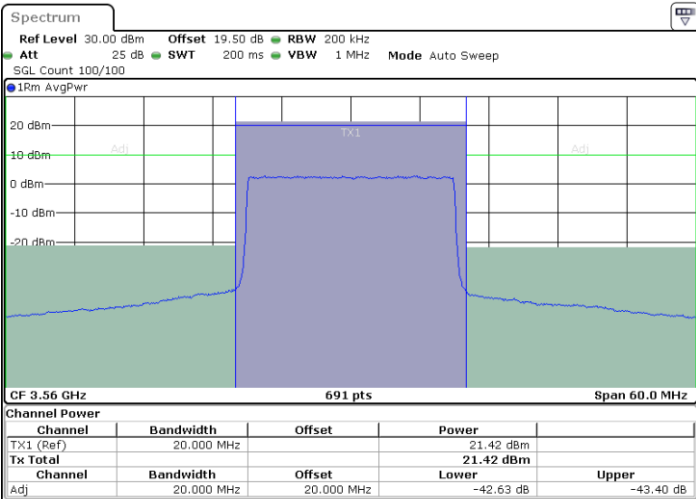 Spectrum
Ref Level 30.00 dBm Offset 19.50 dB RBW 200 kHz
Att 25 dB SWT 200 ms VBW 1 MHz Mode Auto Sweep
SGL Count 100/100
1Rm AvgPwr
20 dBm
TX1
Adj Adj
10 dBm
0 dBm
-10 dBm
-20 dBm
CF 3.56 GHz 691 pts Span 60.0 MHz
Channel Power
Channel Bandwidth Offset Power
TX1 (Ref) 20.000 MHz 21.42 dBm
Tx Total 21.42 dBm
Channel Bandwidth Offset Lower Upper
Adj 20.000 MHz 20.000 MHz -42.63 dB -43.40 dB